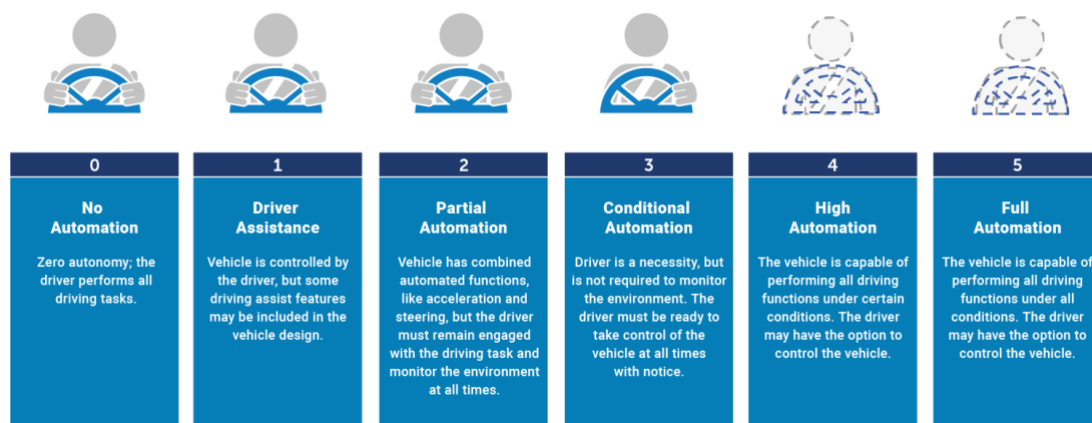 0
No
Automation
Zero autonomy; the
driver performs all
driving tasks.
1
Driver
Assistance
Vehicle is controlled by
the driver, but some
driving assist features
may be included in the
vehicle design.
2
Partial
Automation
Vehicle has combined
automated functions,
like acceleration and
steering, but the driver
must remain engaged
with the driving task and
monitor the environment
at all times.
3
Conditional
Automation
Driver is a necessity, but
is not required to monitor
the environment. The
driver must be ready to
take control of the
vehicle at all times
with notice.
4
High
Automation
The vehicle is capable of
performing all driving
functions under certain
conditions. The driver
may have the option to
control the vehicle.
5
Full
Automation
The vehicle is capable of
performing all driving
functions under all
conditions. The driver
may have the option to
control the vehicle.